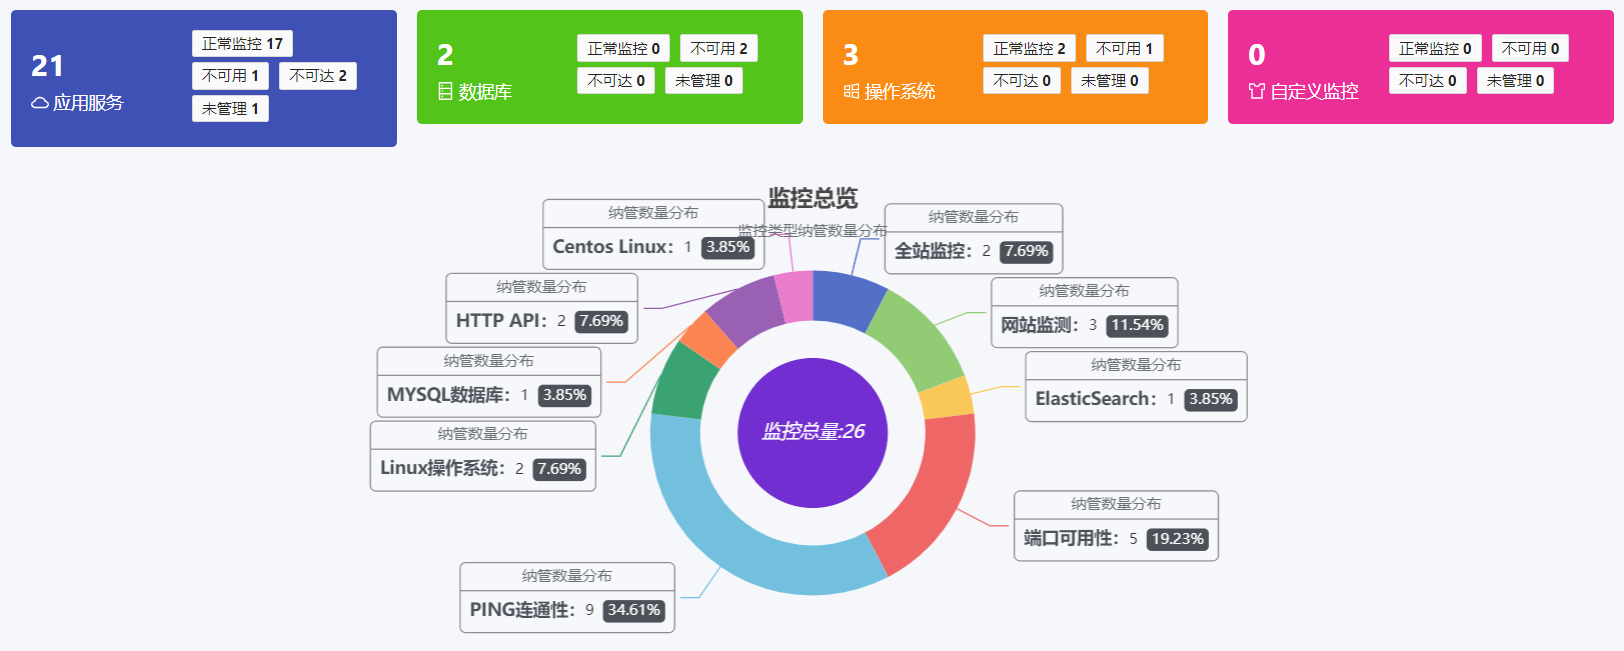 21
应用服务
正常监控 17
不可用 1 不可达 2
未管理 1
2
数据库
正常监控 0 不可用 2
不可达 0 未管理 0
3
操作系统
正常监控 2 不可用 1
不可达 0 未管理 0
0
自定义监控
正常监控 0 不可用 0
不可达 0 未管理 0
监控总览
监控类型纳管数量分布
纳管数量分布
Centos Linux： 1 3.85%
纳管数量分布
全站监控： 2 7.69%
纳管数量分布
HTTP API： 2 7.69%
纳管数量分布
网站监测： 3 11.54%
纳管数量分布
MYSQL数据库： 1 3.85%
纳管数量分布
ElasticSearch： 1 3.85%
监控总量:26
纳管数量分布
Linux操作系统： 2 7.69%
纳管数量分布
端口可用性： 5 19.23%
纳管数量分布
PING连通性： 9 34.61%